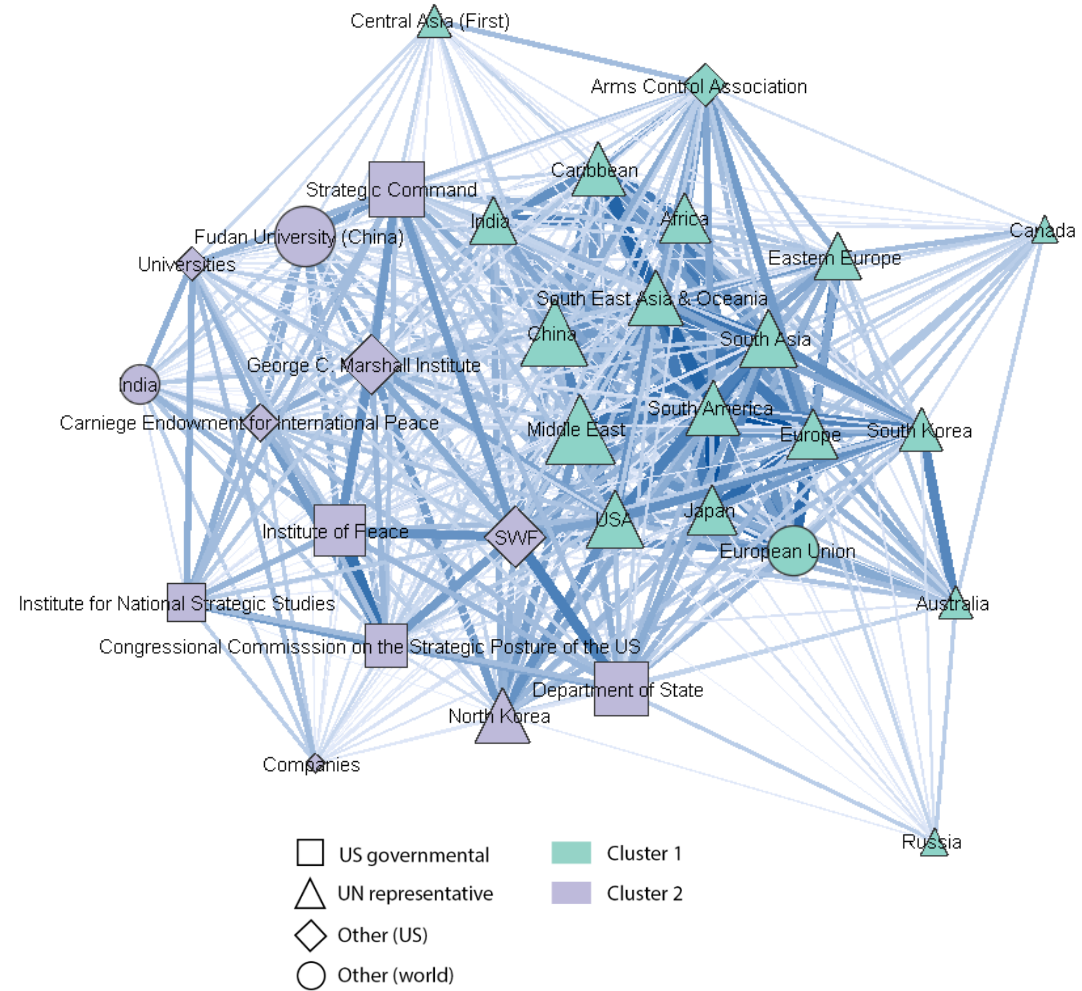 Central Asia (First)
Arms Control Association
Caribbean
Strategic Command
India
Africa
Canada
Fudan University (China)
Eastern Europe
Universities
South East Asia & Oceania
China
South Asia
George C. Marshall Institute
India
South America
Carniege Endowment for International Peace
Middle East
Europe
South Korea
Japan
USA
Institute of Peace
SWF
European Union
Institute for National Strategic Studies
Australia
Congressional Commisssion on the Strategic Posture of the US
Department of State
North Korea
Companies
Russia
US governmental
Cluster 1
UN representative
Cluster 2
Other (US)
Other (world)